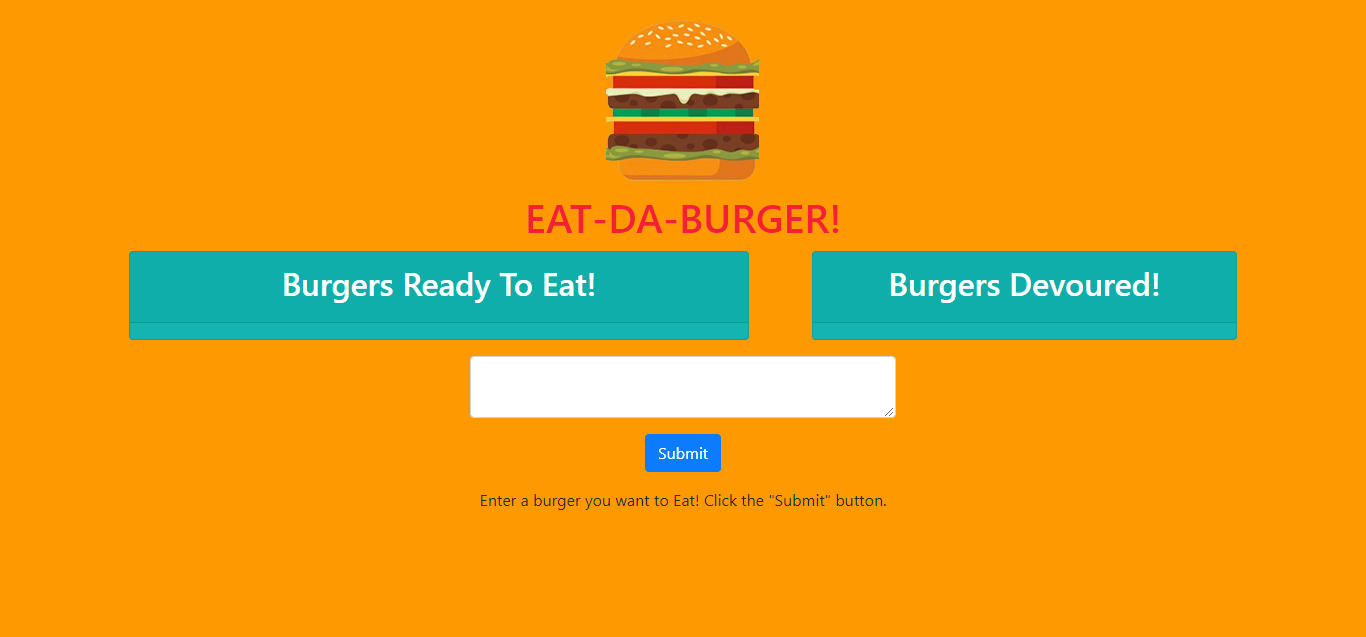 EAT-DA-BURGER!
Burgers Ready To Eat!
Burgers Devoured!
Submit
Enter a burger you want to Eat! Click the "Submit" button.